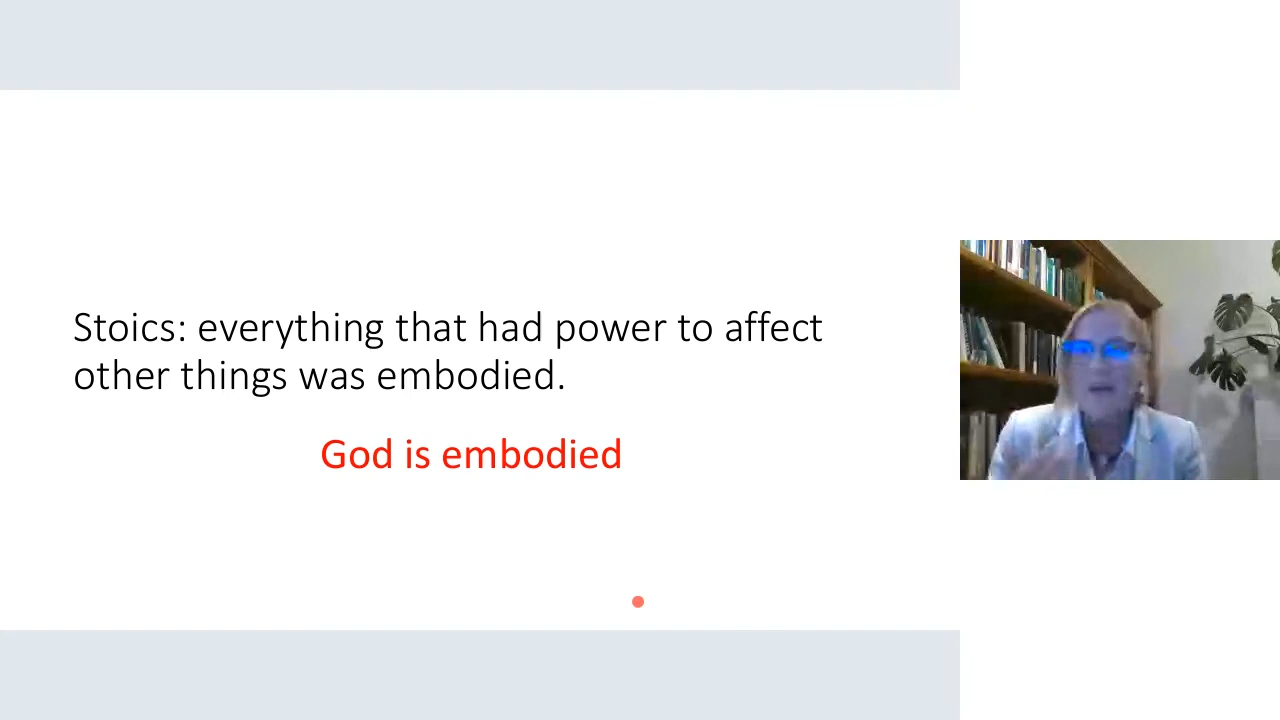 Stoics: everything that had power to affect
other things was embodied.
God is embodied